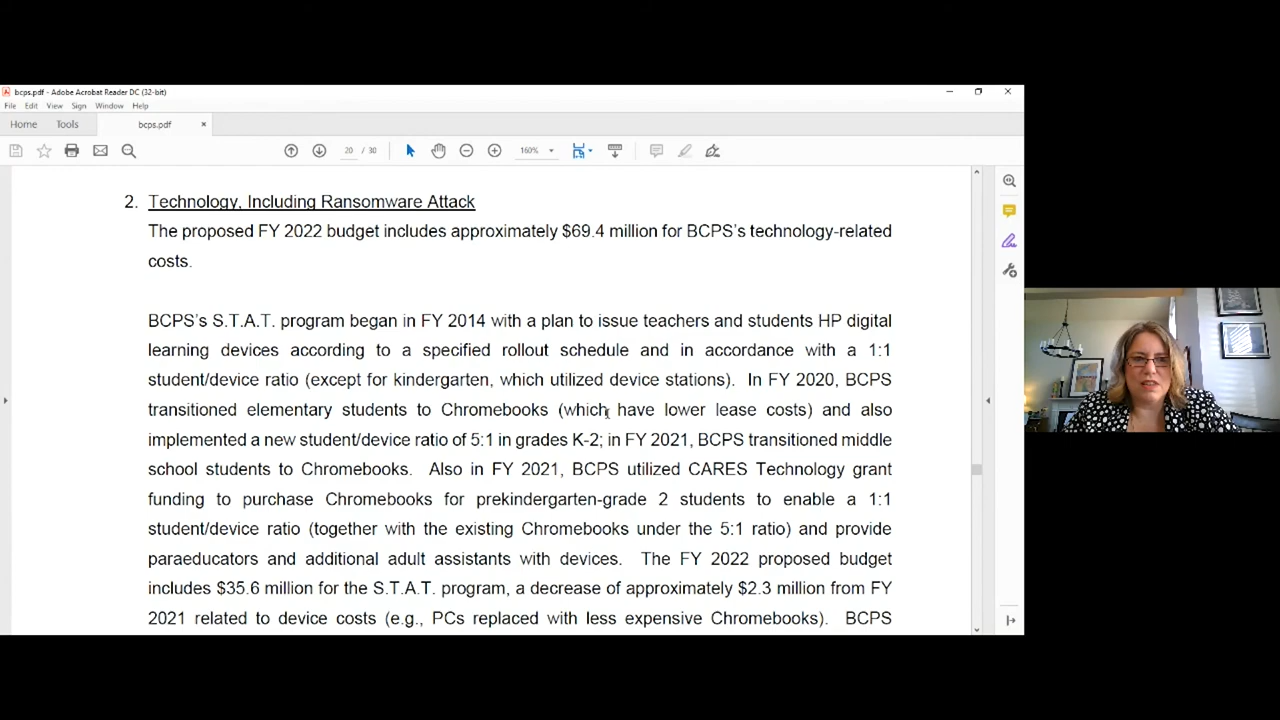 bcps.pdf - Adobe Acrobat Reader DC (32-bit)
File Edit View Sign Window Help
Home Tools bcps.pdf ×
20 / 30 160%
2. Technology, Including Ransomware Attack
The proposed FY 2022 budget includes approximately $69.4 million for BCPS's technology-related
costs.
BCPS's S.T.A.T. program began in FY 2014 with a plan to issue teachers and students HP digital
learning devices according to a specified rollout schedule and in accordance with a 1:1
student/device ratio (except for kindergarten, which utilized device stations). In FY 2020, BCPS
transitioned elementary students to Chromebooks (which have lower lease costs) and also
implemented a new student/device ratio of 5:1 in grades K-2; in FY 2021, BCPS transitioned middle
school students to Chromebooks. Also in FY 2021, BCPS utilized CARES Technology grant
funding to purchase Chromebooks for prekindergarten-grade 2 students to enable a 1:1
student/device ratio (together with the existing Chromebooks under the 5:1 ratio) and provide
paraeducators and additional adult assistants with devices. The FY 2022 proposed budget
includes $35.6 million for the S.T.A.T. program, a decrease of approximately $2.3 million from FY
2021 related to device costs (e.g., PCs replaced with less expensive Chromebooks). BCPS